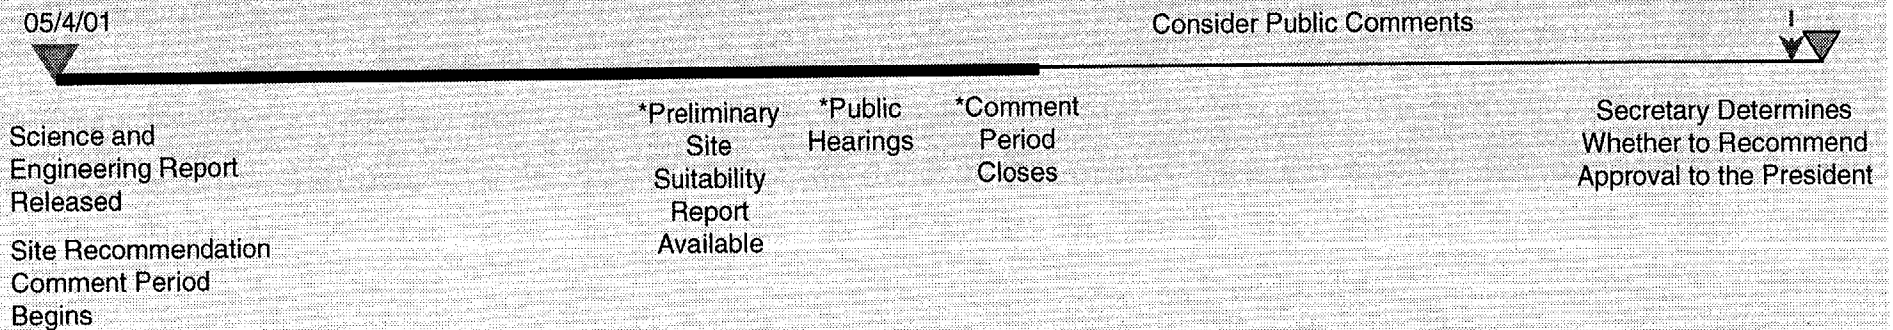 05/4/01
Consider Public Comments
Science and
Engineering Report
Released
Site Recommendation
Comment Period
Begins
*Preliminary
Site
Suitability
Report
Available
*Public
Hearings
*Comment
Period
Closes
Secretary Determines
Whether to Recommend
Approval to the President